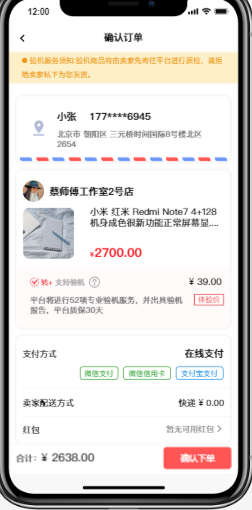 12:00
确认订单
验机服务须知:验机商品将由卖家先寄往平台进行质检，请拒
绝卖家私下为您发货。
小张 177****6945
北京市 朝阳区 三元桥时间国际8号楼北区
2654
蔡师傅工作室2号店
小米 红米 Redmi Note7 4+128
机身成色很新功能正常屏幕显....
¥2700.00
转+ 支持验机 ? ¥ 39.00
平台将进行52项专业验机服务，并出具验机 体验价
报告，平台质保30天
支付方式 在线支付
微信支付 微信信用卡 支付宝支付
卖家配送方式 快递 ¥ 0.00
红包 暂无可用红包 >
合计: ¥ 2638.00 确认下单